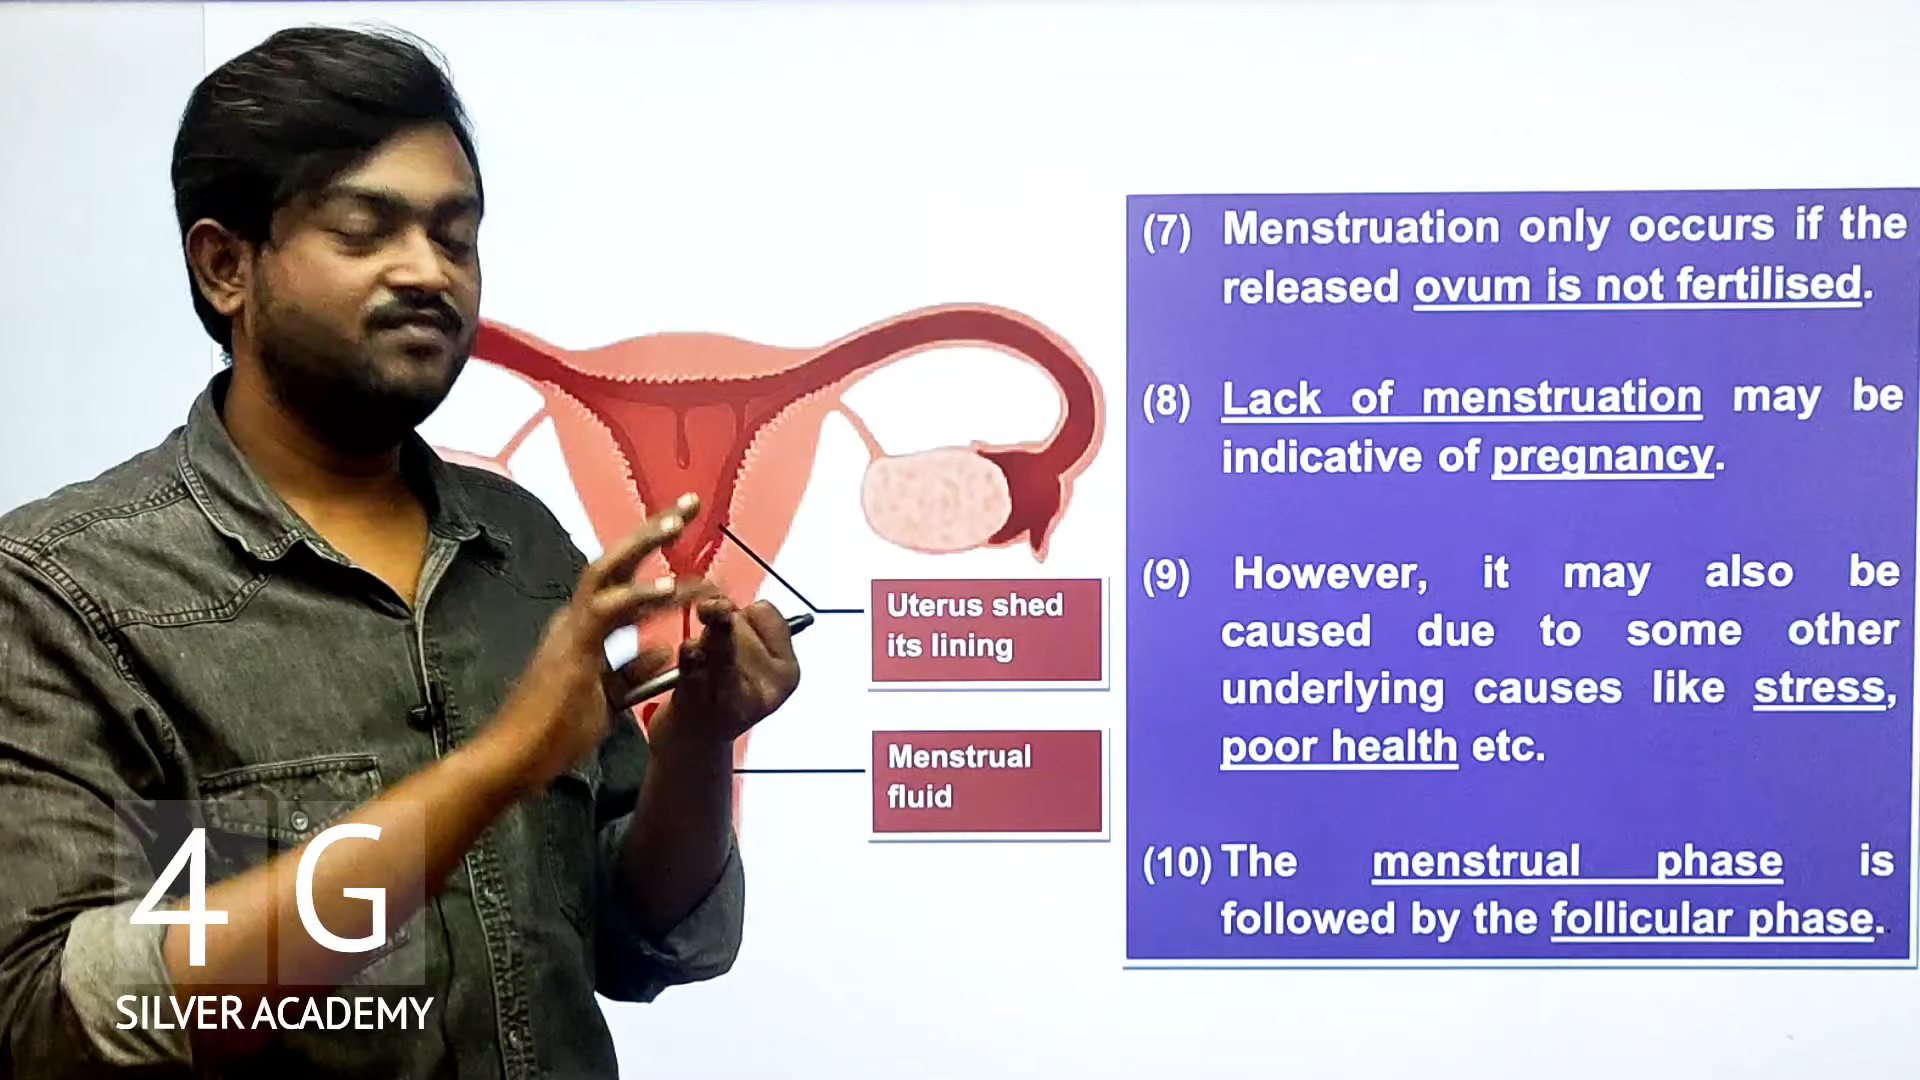 (7) Menstruation only occurs if the
released ovum is not fertilised.
(8) Lack of menstruation may be
indicative of pregnancy.
(9) However, it may also be
caused due to some other
underlying causes like stress,
poor health etc.
(10) The menstrual phase is
followed by the follicular phase.
Uterus shed
its lining
Menstrual
fluid
4 G
SILVER ACADEMY